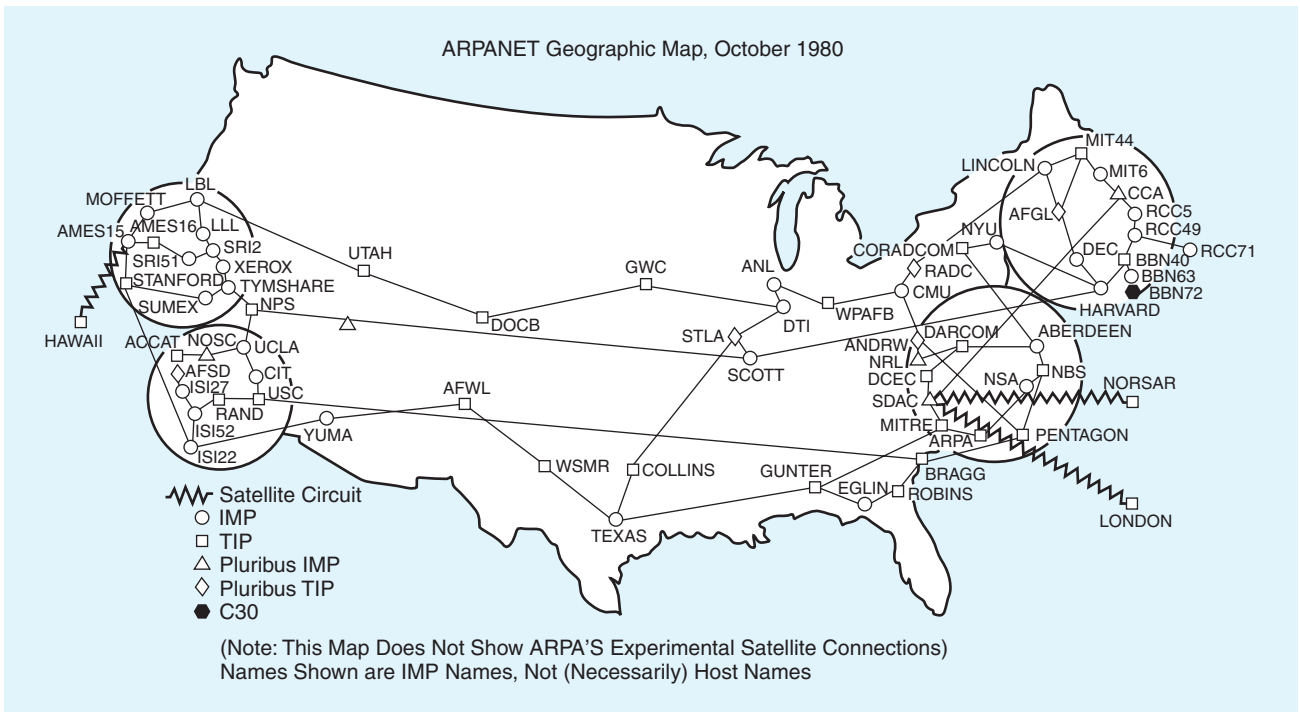 ARPANET Geographic Map, October 1980
MIT44
LINCOLN
MIT6
CCA
LBL
MOFFETT
AFGL
RCC5
RCC49
AMES16
LLL
NYU
AMES15
SRI2
UTAH
CORADCOM
DEC
RCC71
SRI51
XEROX
GWC
ANL
RADC
BBN40
STANFORD
TYMSHARE
CMU
BBN63
SUMEX
NPS
WPAFB
BBN72
HARVARD
DOCB
DTI
HAWAII
ACCAT
NOSC
UCLA
STLA
ANDRW
DARCOM
ABERDEEN
NRL
AFSD
CIT
SCOTT
DCEC
NSA
NBS
ISI27
AFWL
NORSAR
USC
SDAC
RAND
MITRE
ISI52
YUMA
ARPA
PENTAGON
ISI22
WSMR
COLLINS
GUNTER
BRAGG
EGLIN
ROBINS
LONDON
TEXAS
Satellite Circuit
IMP
TIP
Pluribus IMP
Pluribus TIP
C30
(Note: This Map Does Not Show ARPA'S Experimental Satellite Connections)
Names Shown are IMP Names, Not (Necessarily) Host Names